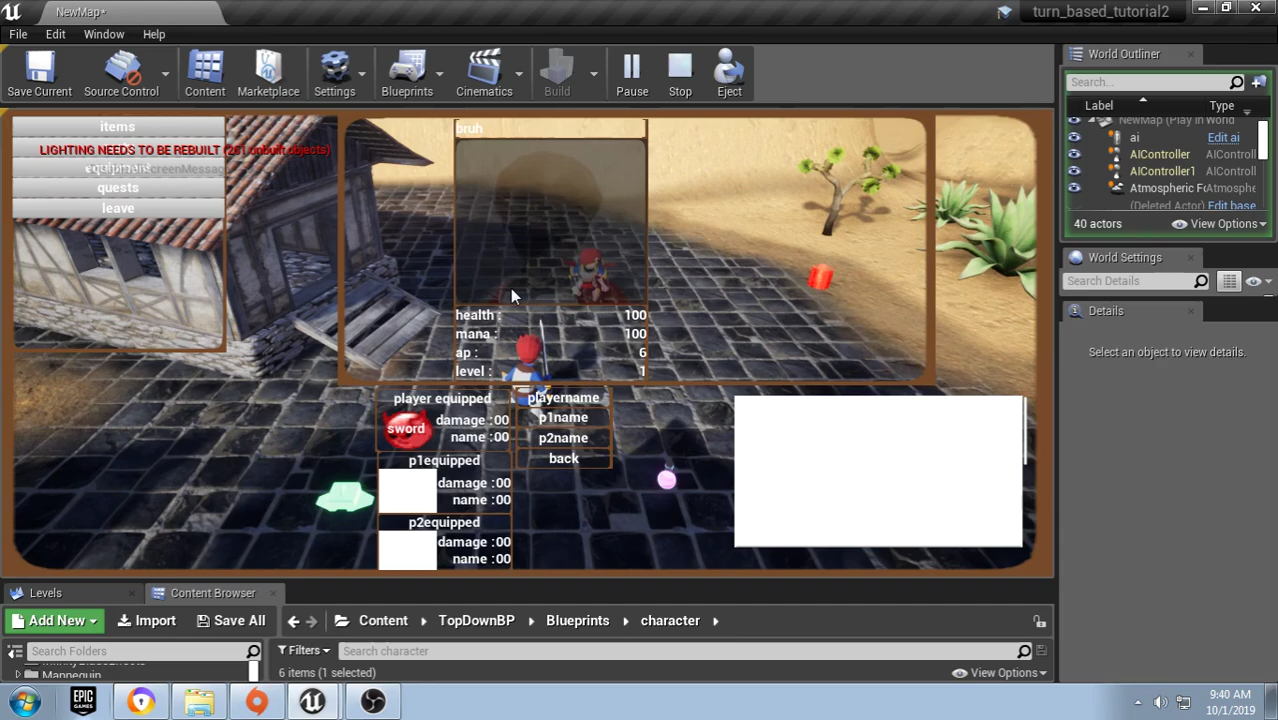 NewMap*
turn_based_tutorial2
File Edit Window Help
World Outliner
Save Current
Source Control
Content
Marketplace
Settings
Blueprints
Cinematics
Build
Pause
Stop
Eject
Search...
Label
Type
NewMap (Play In World
ai
Edit ai
AIController
AIControl
AIController1
AIControl
Atmospheric Fo
Atmosphe
(Deleted Actor)
Edit base
40 actors
View Options
World Settings
Search Details
Details
Select an object to view details.
items
LIGHTING NEEDS TO BE REBUILT
equipment
quests
leave
bruh
health : 100
mana : 100
ap : 6
level : 1
player equipped
sword
damage :00
name :00
p1equipped
damage :00
name :00
p2equipped
damage :00
name :00
playername
p1name
p2name
back
Levels
Content Browser
Add New
Import
Save All
Content
TopDownBP
Blueprints
character
Search Folders
Filters
Search character
Mannequin
6 items (1 selected)
View Options
EPIC
GAMES
9:40 AM
10/1/2019